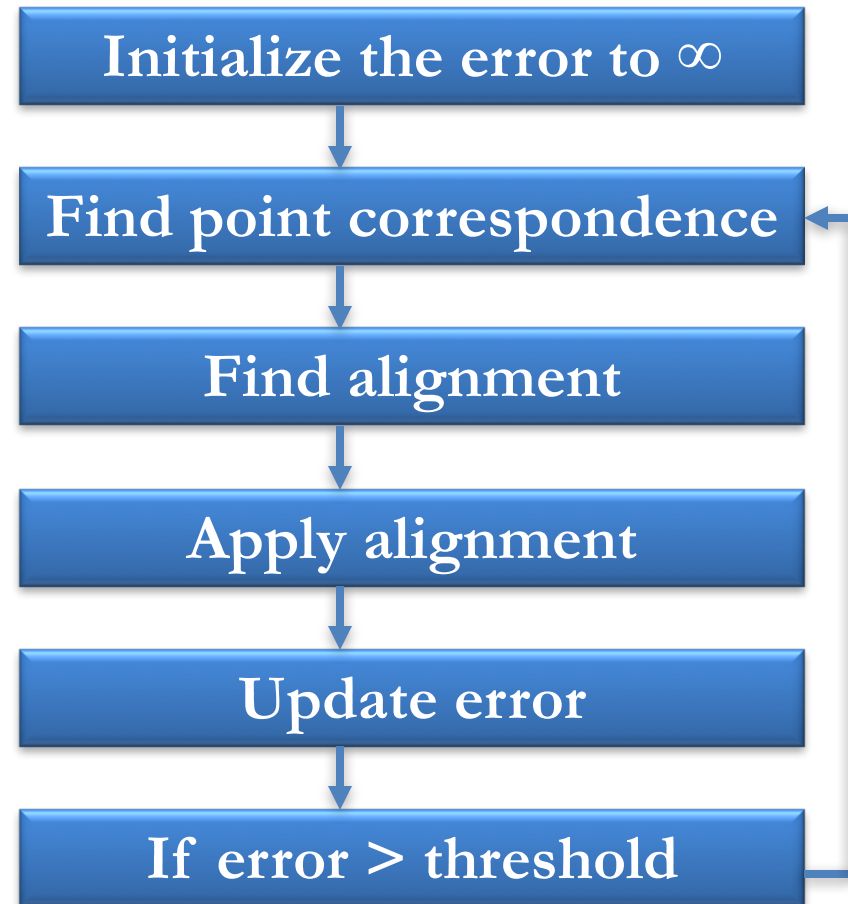 Initialize the error to ∞
Find point correspondence
Find alignment
Apply alignment
Update error
If error > threshold